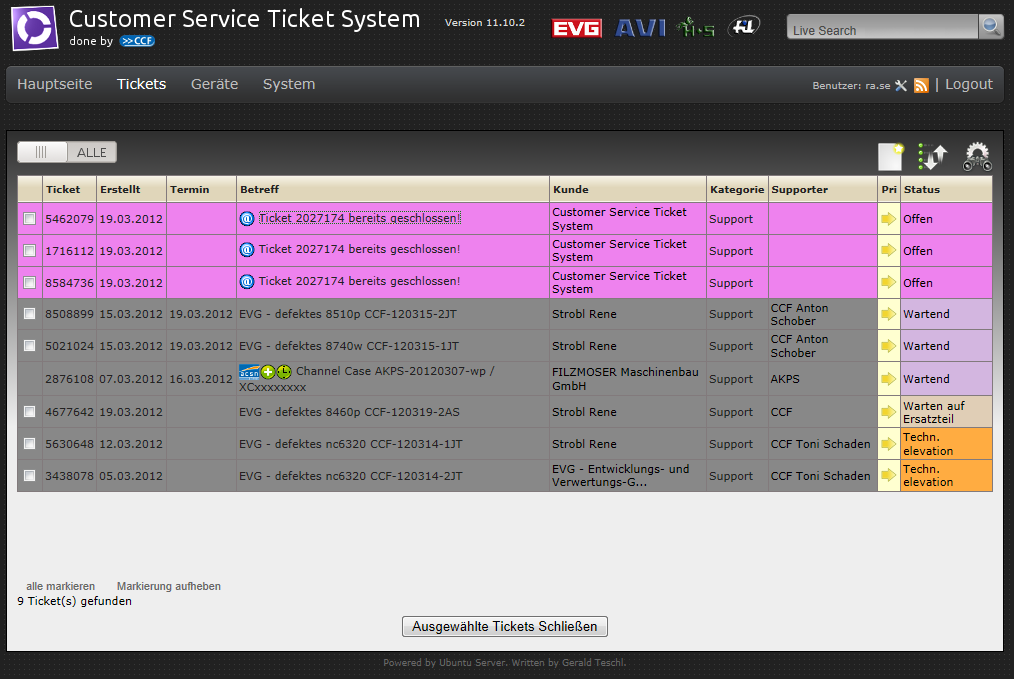 Customer Service Ticket System
done by >>CCF
Version 11.10.2
EVG AVI
Live Search
Hauptseite Tickets Geräte System
Benutzer: ra.se | Logout
ALLE
Ticket Erstellt Termin Betreff Kunde Kategorie Supporter Pri Status
5462079 19.03.2012 Ticket 2027174 bereits geschlossen! Customer Service Ticket Support Offen
System
1716112 19.03.2012 Ticket 2027174 bereits geschlossen! Customer Service Ticket Support Offen
System
8584736 19.03.2012 Ticket 2027174 bereits geschlossen! Customer Service Ticket Support Offen
System
8508899 15.03.2012 19.03.2012 EVG - defektes 8510p CCF-120315-2JT Strobl Rene Support CCF Anton Wartend
Schober
5021024 15.03.2012 19.03.2012 EVG - defektes 8740w CCF-120315-1JT Strobl Rene Support CCF Anton Wartend
Schober
2876108 07.03.2012 16.03.2012 acsn Channel Case AKPS-20120307-wp / FILZMOSER Maschinenbau Support AKPS Wartend
XCxxxxxxxx GmbH
4677642 19.03.2012 EVG - defektes 8460p CCF-120319-2AS Strobl Rene Support CCF Warten auf
Ersatzteil
5630648 12.03.2012 EVG - defektes nc6320 CCF-120314-1JT Strobl Rene Support CCF Toni Schaden Techn.
elevation
3438078 05.03.2012 EVG - defektes nc6320 CCF-120314-2JT EVG - Entwicklungs- und Support CCF Toni Schaden Techn.
Verwertungs-G... elevation
alle markieren Markierung aufheben
9 Ticket(s) gefunden
Ausgewählte Tickets Schließen
Powered by Ubuntu Server. Written by Gerald Teschl.